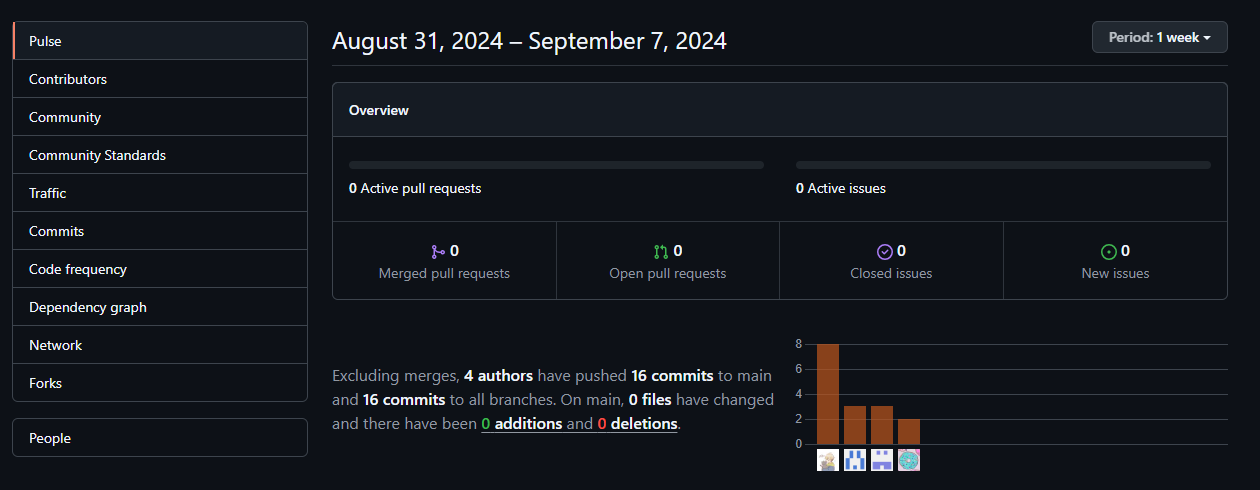 Pulse
Contributors
Community
Community Standards
Traffic
Commits
Code frequency
Dependency graph
Network
Forks
People
August 31, 2024 – September 7, 2024
Period: 1 week
Overview
0 Active pull requests
0 Active issues
0
Merged pull requests
0
Open pull requests
0
Closed issues
0
New issues
Excluding merges, 4 authors have pushed 16 commits to main
and 16 commits to all branches. On main, 0 files have changed
and there have been 0 additions and 0 deletions.
8
6
4
2
0